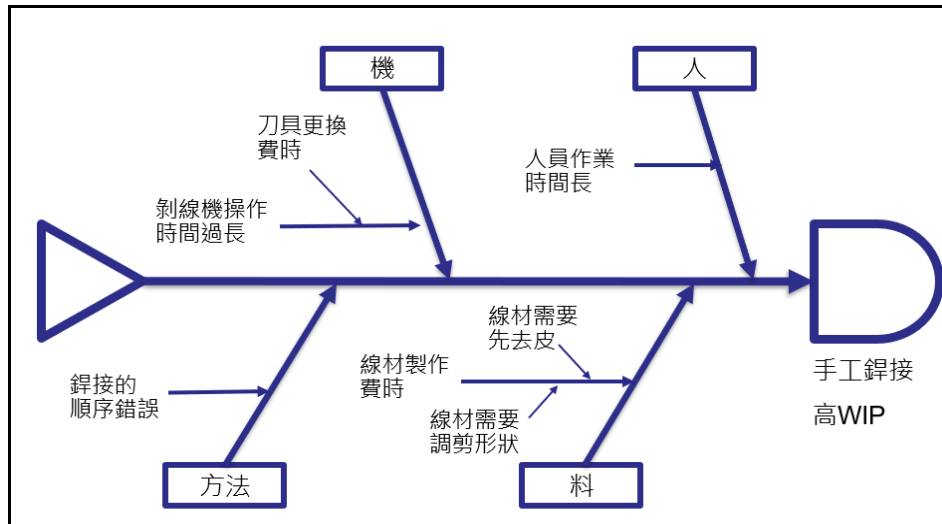 機
人
刀具更換
費時
人員作業
時間長
剝線機操作
時間過長
線材需要
先去皮
線材製作
費時
手工銲接
銲接的
順序錯誤
線材需要
調剪形狀
高WIP
方法
料